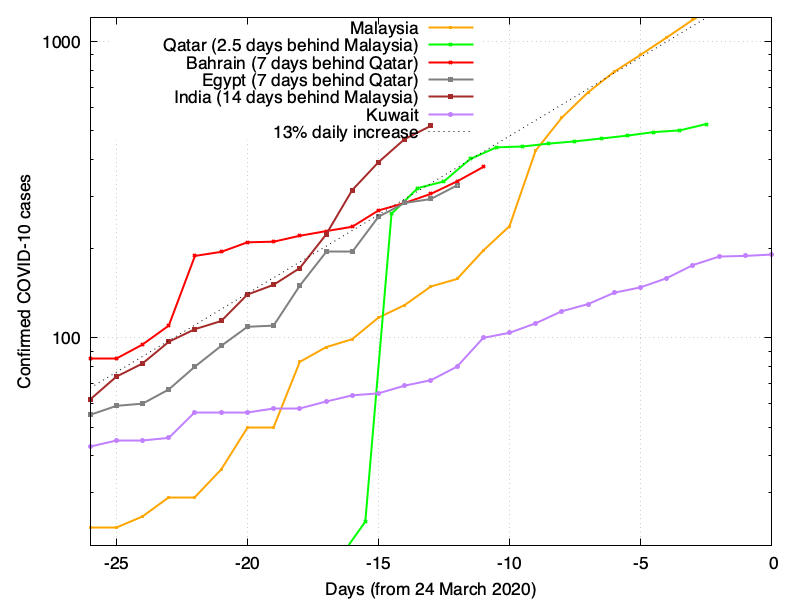 Malaysia
Qatar (2.5 days behind Malaysia)
Bahrain (7 days behind Qatar)
Egypt (7 days behind Qatar)
India (14 days behind Malaysia)
Kuwait
13% daily increase
1000
100
Confirmed COVID-10 cases
-25 -20 -15 -10 -5 0
Days (from 24 March 2020)